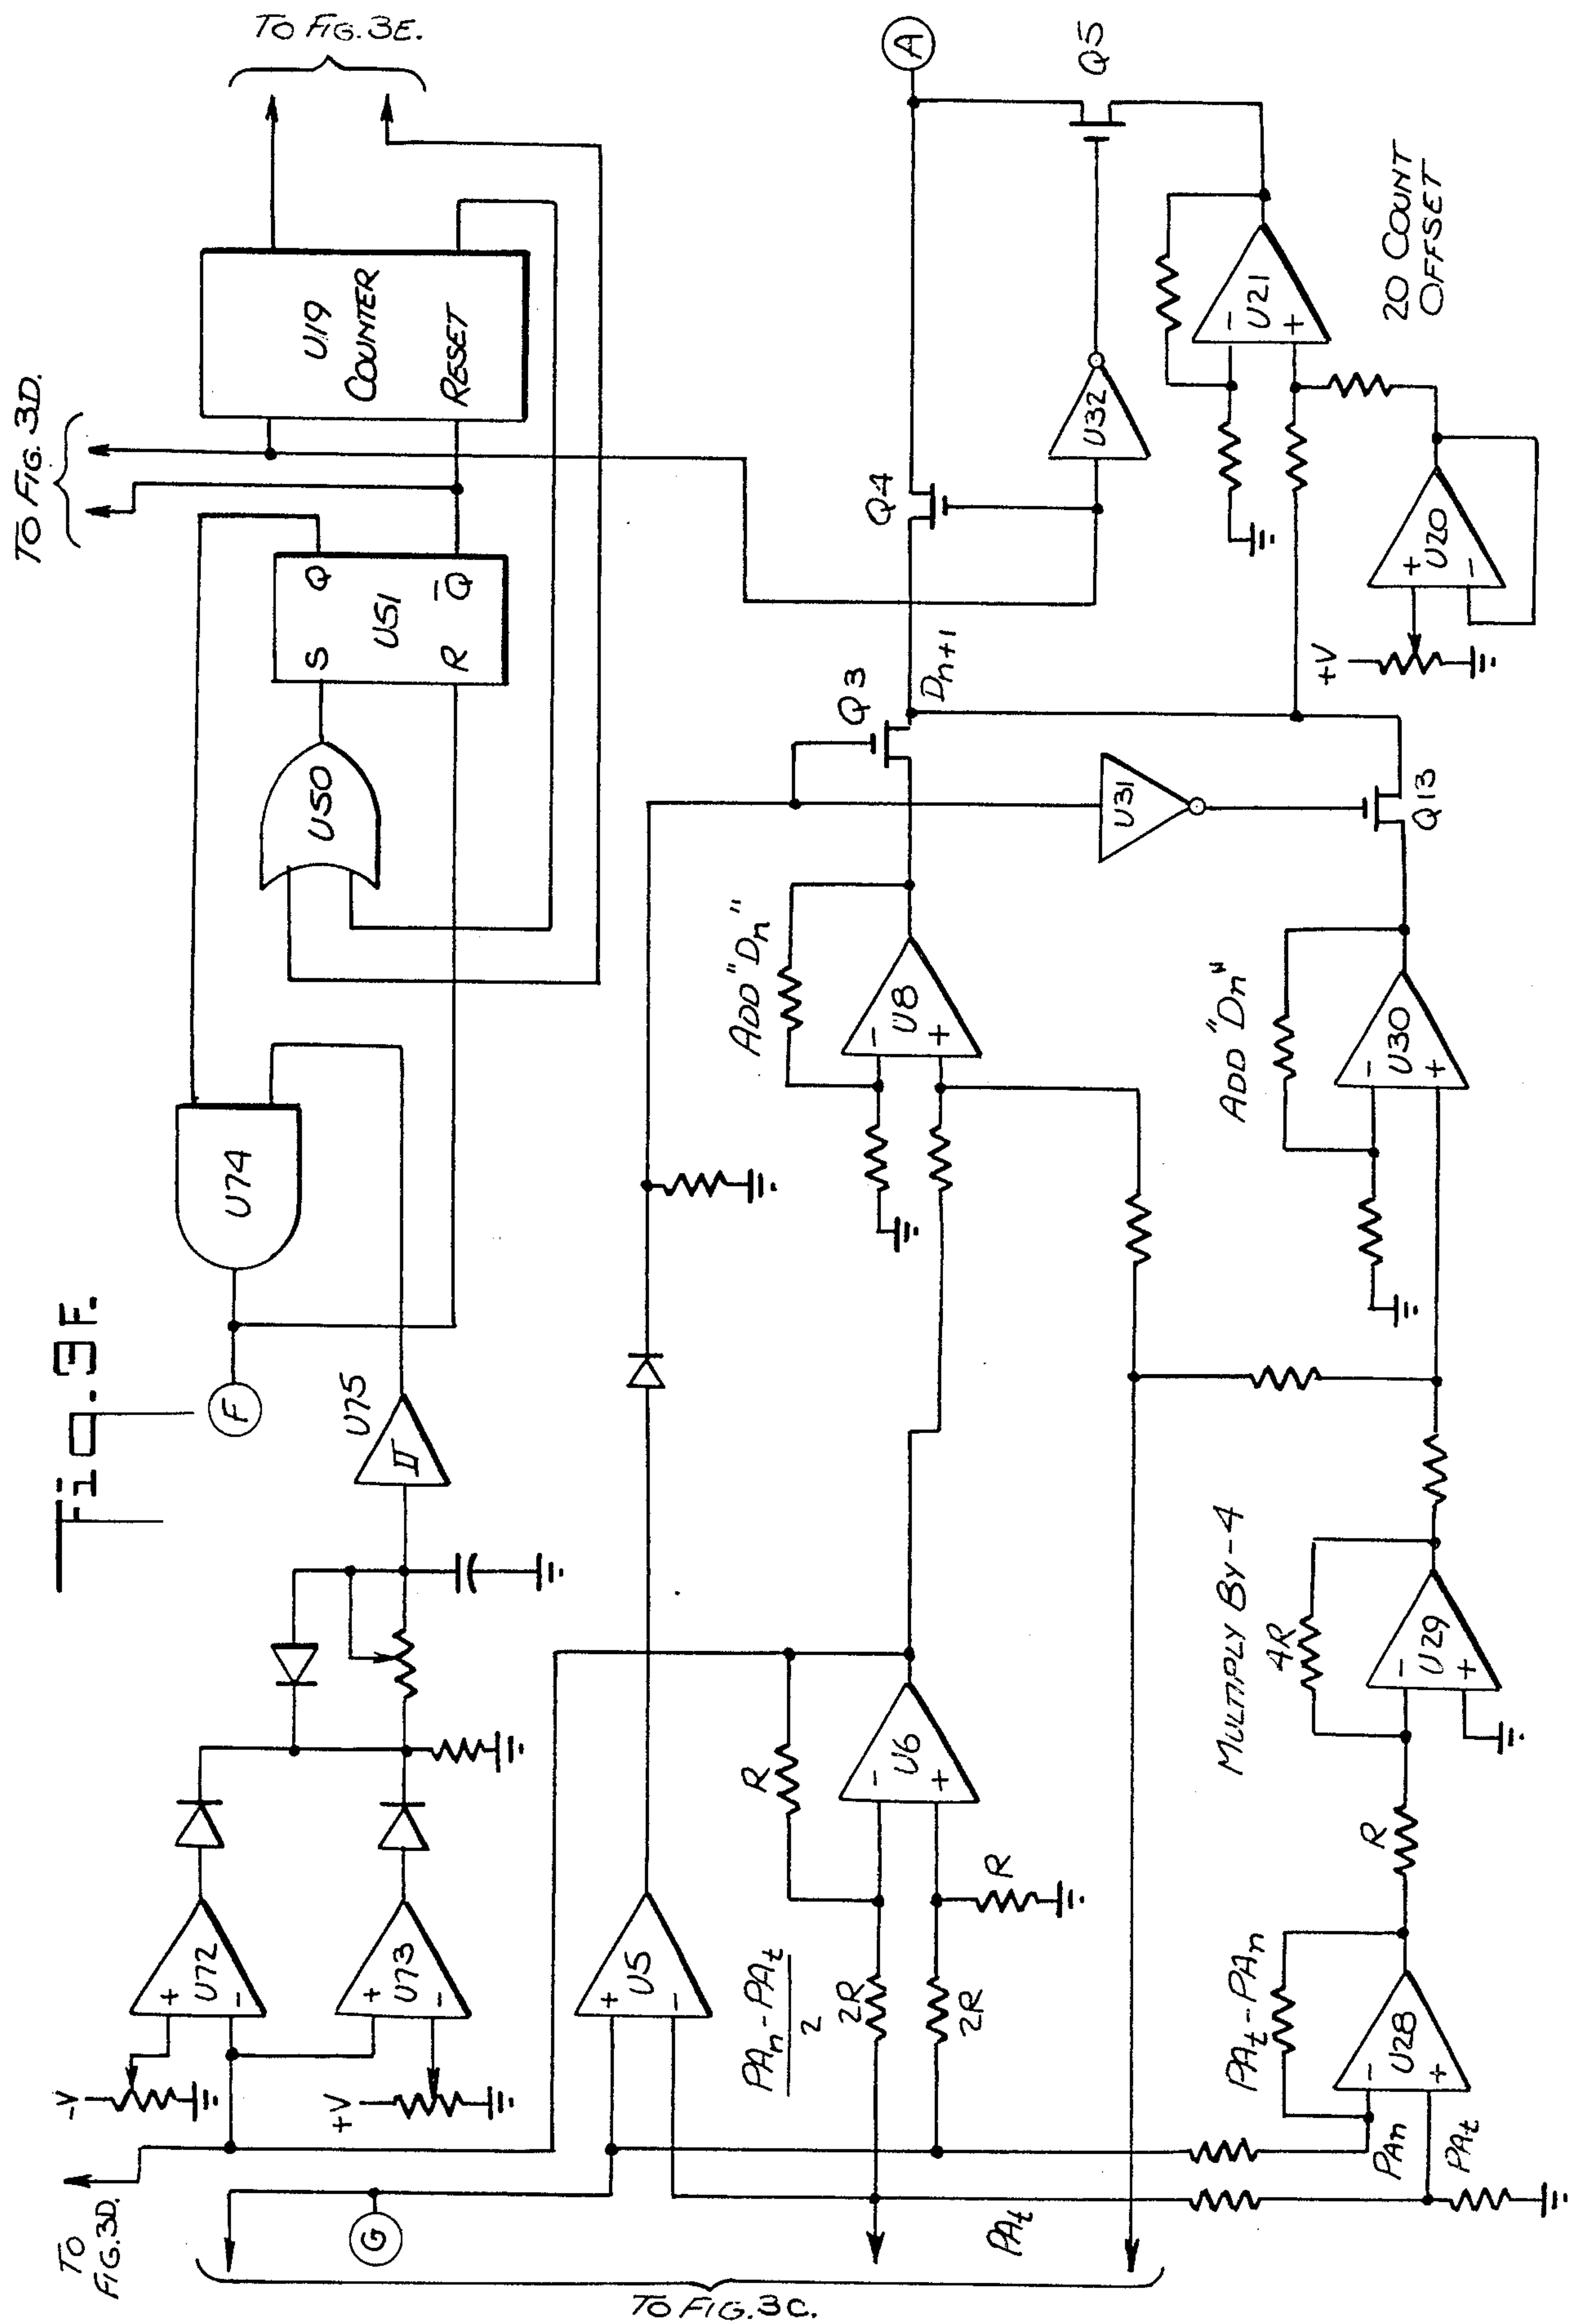 TO FIG. 3E.
A
Q5
U19
COUNTER
RESET
TO FIG. 3D.
U21
-
+
20 COUNT
OFFSET
U32
Q4
Q
S
U51
R
Q̅
U20
+
-
+V
Q3
Dn+1
U50
U31
Q13
ADD "Dn"
U8
-
+
ADD "Dn"
U30
-
+
U74
Fig. 3F.
F
U75
MULTIPLY BY-4
4R
U29
-
+
R
U6
-
+
R
R
U72
+
-
U73
+
-
U5
+
-
PAn-PAt
2
2R
2R
PAt-PAn
U28
-
+
-V
+V
PAn
PAt
TO
FIG.3D.
G
PAt
TO FIG. 3C.